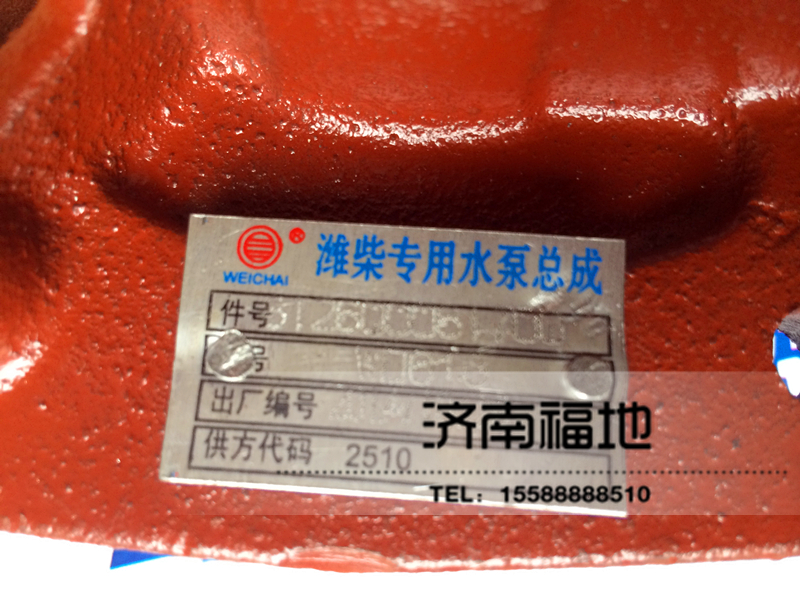 WEICHAI
潍柴专用水泵总成
件号
号
出厂编号
供方代码 2510
济南福地
TEL: 15588888510